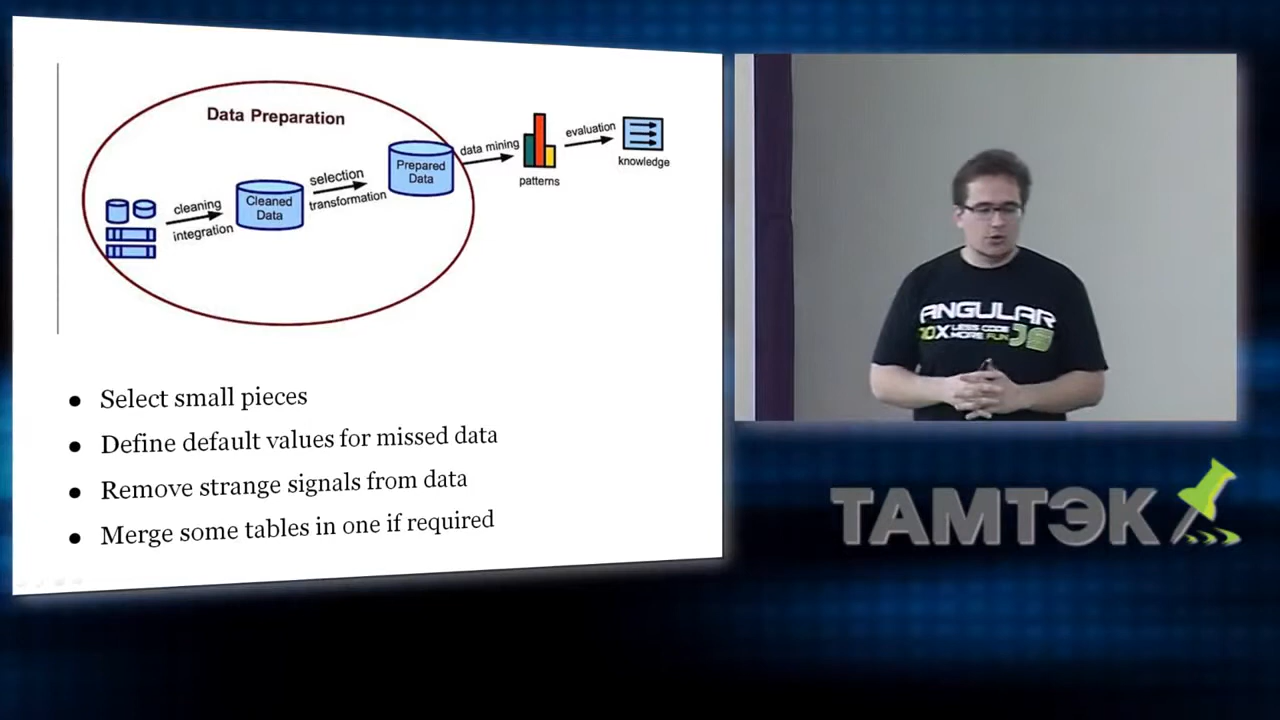 Data Preparation
cleaning
integration
Cleaned
Data
selection
transformation
Prepared
Data
data mining
patterns
evaluation
knowledge
● Select small pieces
● Define default values for missed data
● Remove strange signals from data
● Merge some tables in one if required
ANGULAR
10X LESS CODE
MORE FUN JS
ТАМТЭК